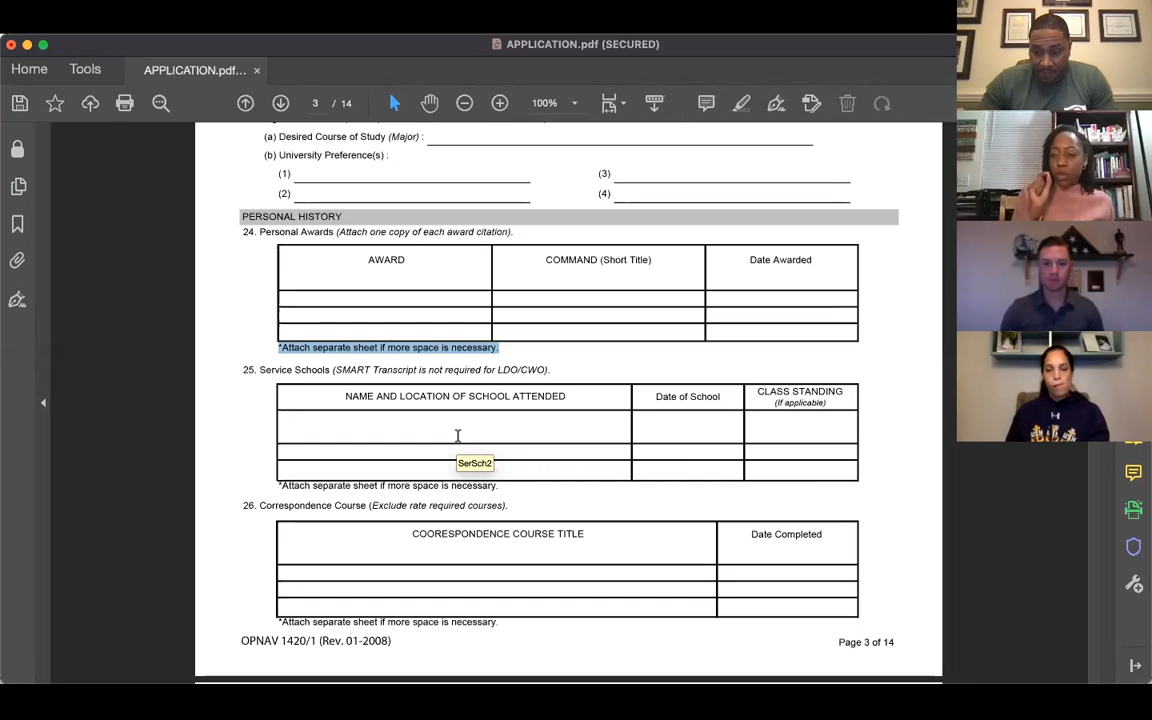 APPLICATION.pdf (SECURED)
Home Tools APPLICATION.pdf... ×
3 / 14 100%
(a) Desired Course of Study (Major) :
(b) University Preference(s) :
(1) (3)
(2) (4)
PERSONAL HISTORY
24. Personal Awards (Attach one copy of each award citation).
AWARD COMMAND (Short Title) Date Awarded
*Attach separate sheet if more space is necessary.
25. Service Schools (SMART Transcript is not required for LDO/CWO).
NAME AND LOCATION OF SCHOOL ATTENDED Date of School CLASS STANDING
(If applicable)
SerSch2
*Attach separate sheet if more space is necessary.
26. Correspondence Course (Exclude rate required courses).
COORESPONDENCE COURSE TITLE Date Completed
*Attach separate sheet if more space is necessary.
OPNAV 1420/1 (Rev. 01-2008) Page 3 of 14